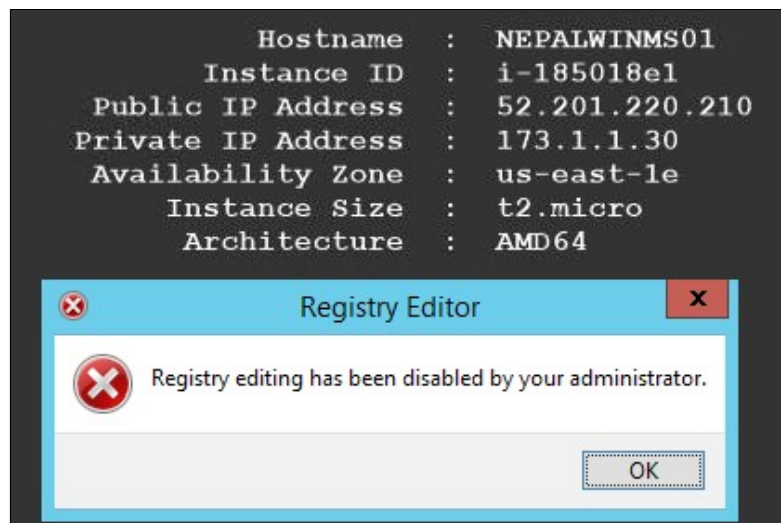 Hostname : NEPALWINMS01
Instance ID : i-185018e1
Public IP Address : 52.201.220.210
Private IP Address : 173.1.1.30
Availability Zone : us-east-1e
Instance Size : t2.micro
Architecture : AMD64
Registry Editor
x
Registry editing has been disabled by your administrator.
OK